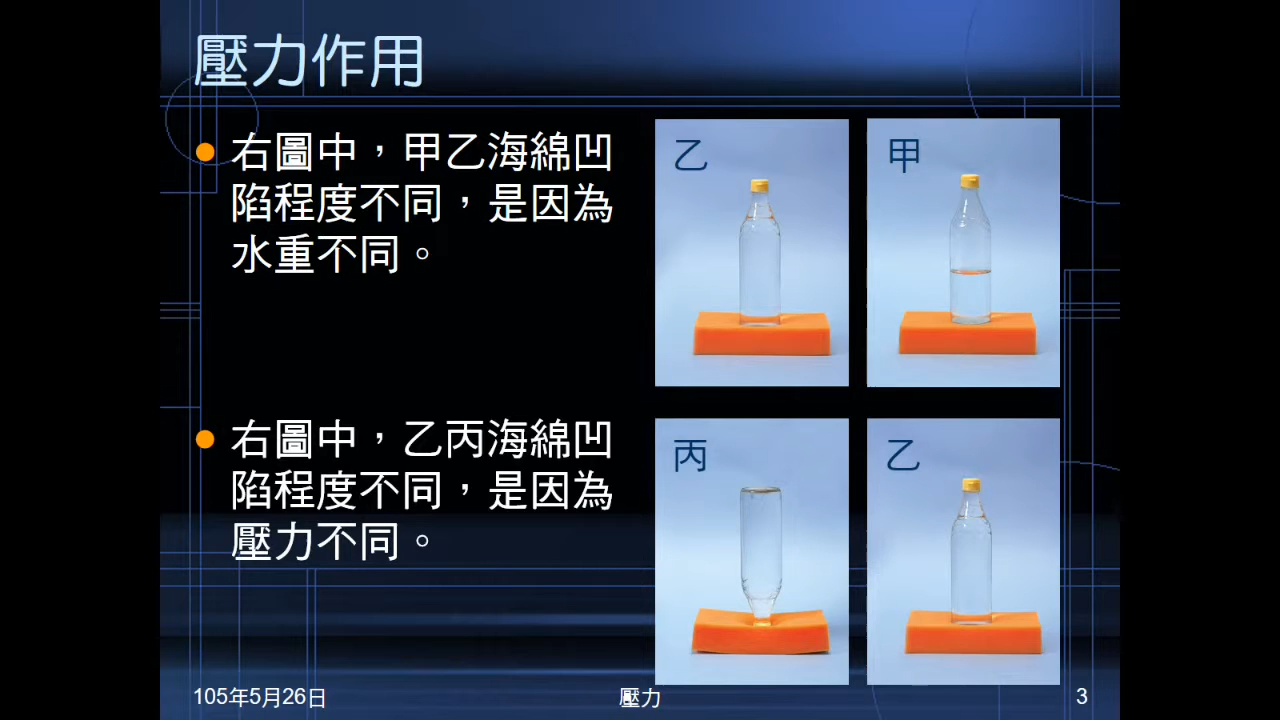 壓力作用
右圖中，甲乙海綿凹
陷程度不同，是因為
水重不同。
乙
甲
右圖中，乙丙海綿凹
陷程度不同，是因為
壓力不同。
丙
乙
105年5月26日
壓力
3